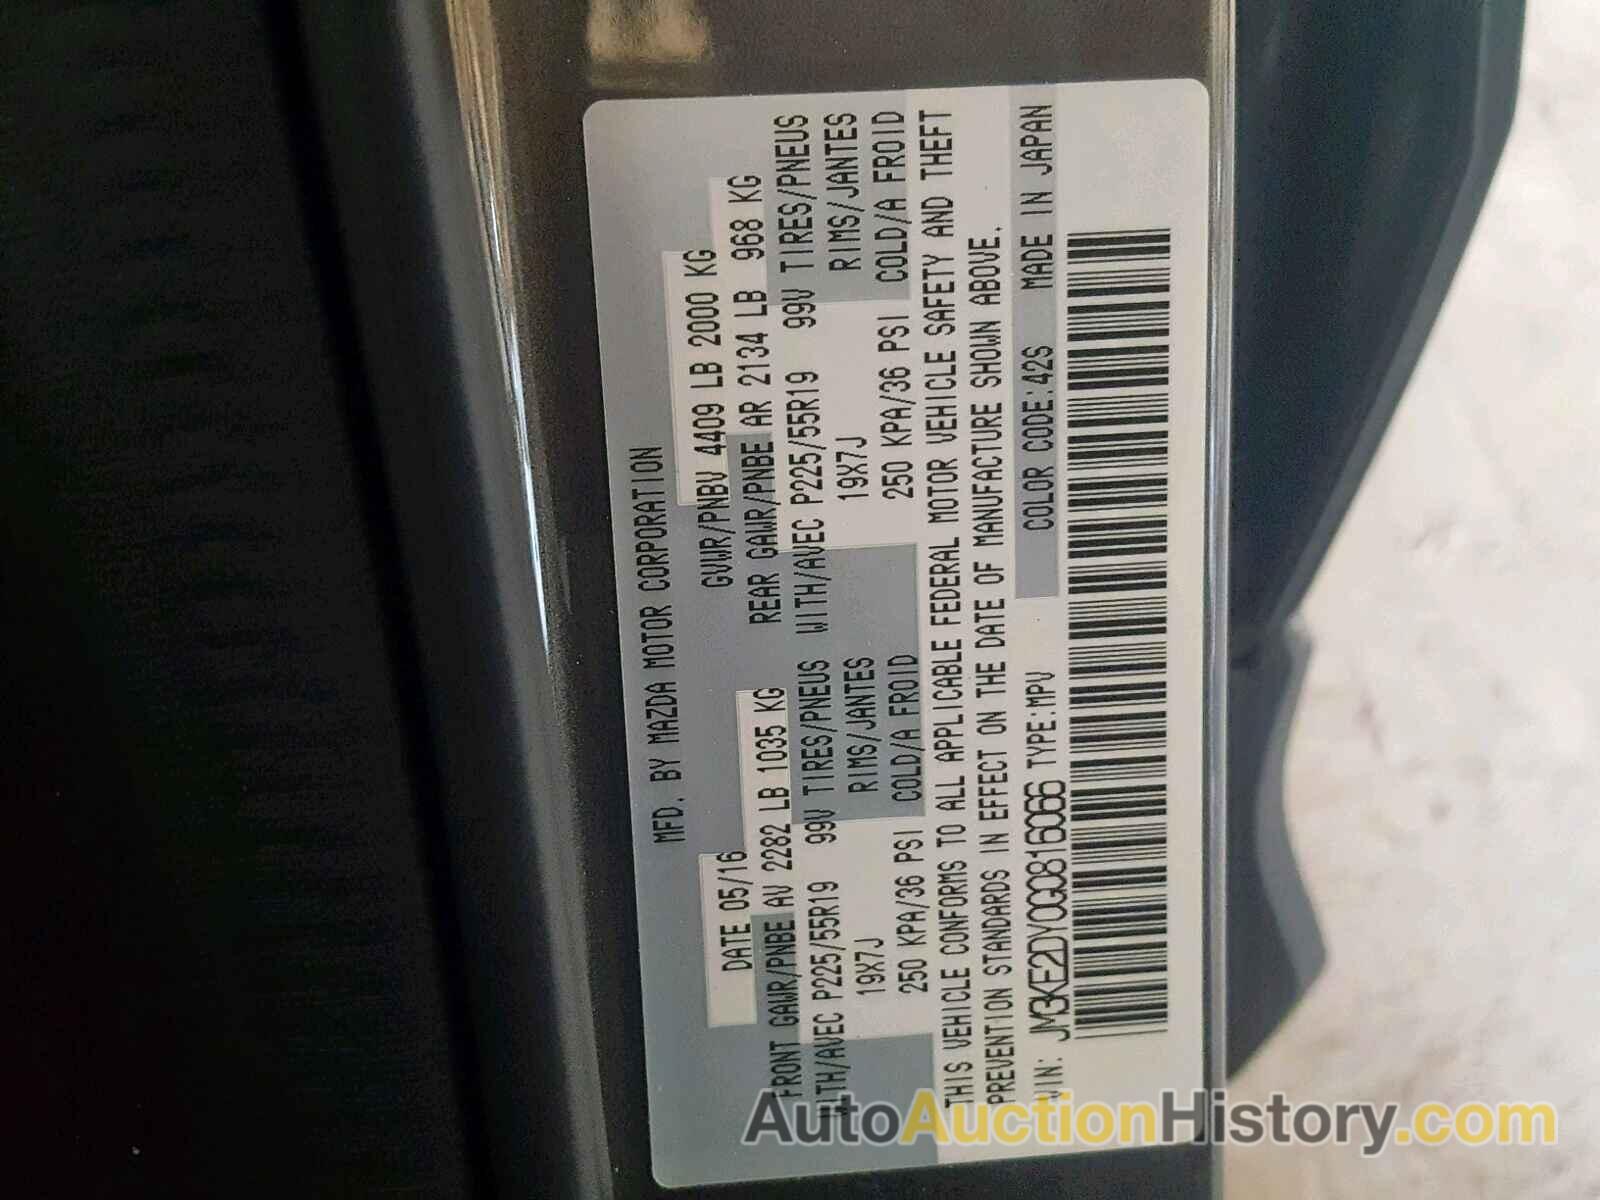 MFD. BY MAZDA MOTOR CORPORATION
DATE 05/16 GVWR/PNBV 4409 LB 2000 KG
FRONT GAWR/PNBE AV 2282 LB 1035 KG REAR GAWR/PNBE AR 2134 LB 968 KG
WITH/AVEC P225/55R19 99V TIRES/PNEUS WITH/AVEC P225/55R19 99V TIRES/PNEUS
19X7J RIMS/JANTES 19X7J RIMS/JANTES
250 KPA/36 PSI COLD/A FROID 250 KPA/36 PSI COLD/A FROID
THIS VEHICLE CONFORMS TO ALL APPLICABLE FEDERAL MOTOR VEHICLE SAFETY AND THEFT
PREVENTION STANDARDS IN EFFECT ON THE DATE OF MANUFACTURE SHOWN ABOVE.
VIN: JM3KE2DY0G0816066 TYPE:MPV COLOR CODE:42S MADE IN JAPAN
AutoAuctionHistory.com